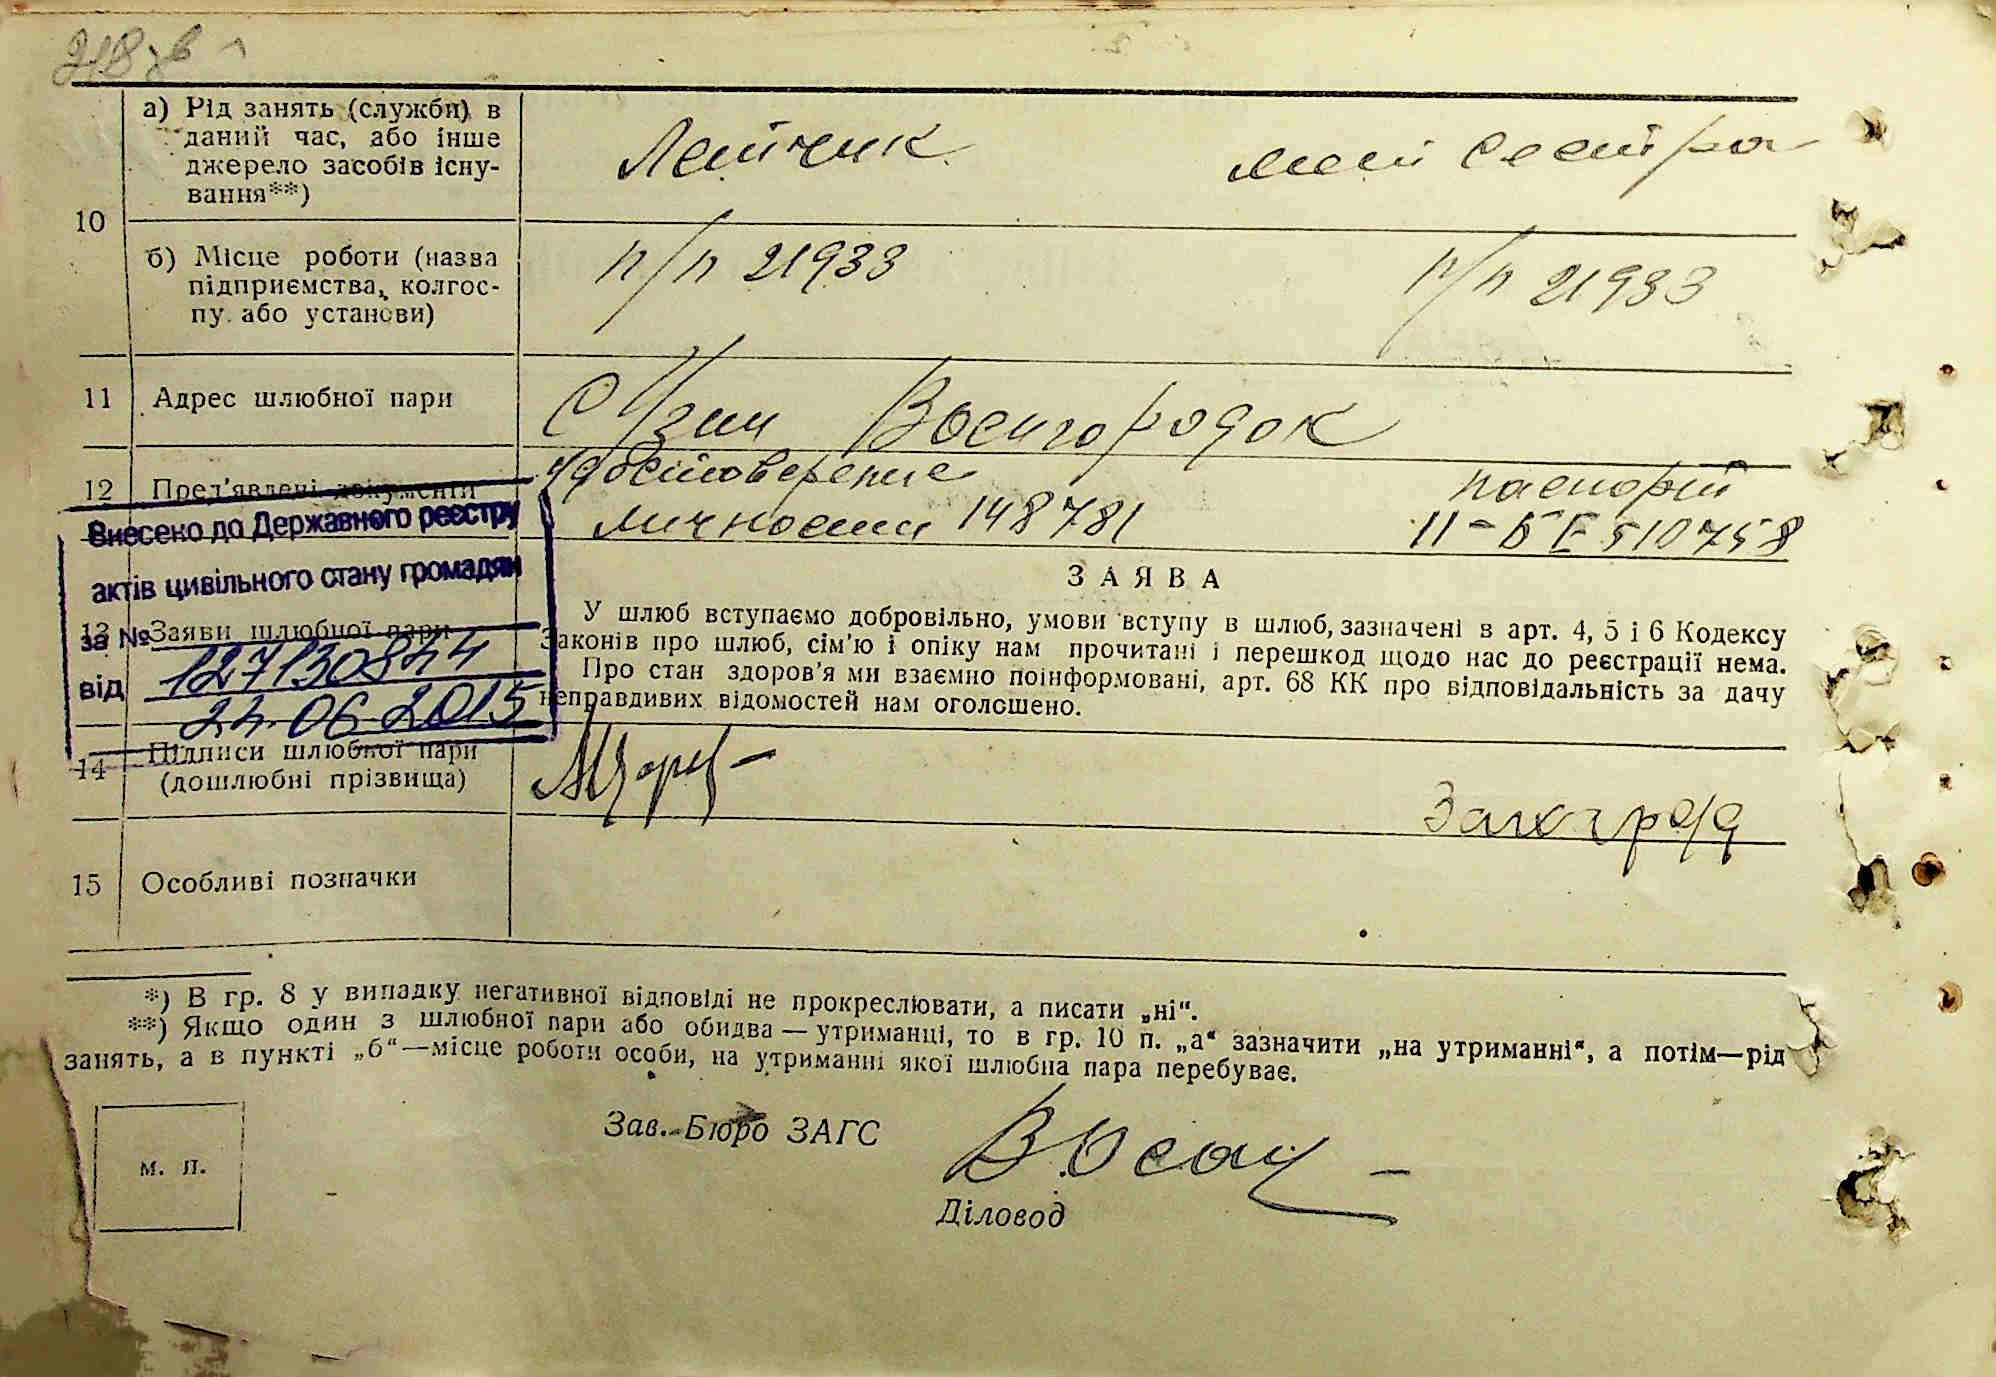 218 зв
10
а) Рід занять (служби) в
даний час, або інше
джерело засобів існу-
вання**)
Летчик
мед сестра
б) Місце роботи (назва
підприємства, колгос-
пу або установи)
п/п 21933
п/п 21933
11
Адрес шлюбної пари
Воен городок
12
Пред'явлені документи
удостоверение
личности 148781
паспорт
II-БЕ 510758
Внесено до Державного реєстру
актів цивільного стану громадян
за №
від
24.06.2015
13
Заяви шлюбної пари
ЗАЯВА
У шлюб вступаємо добровільно, умови вступу в шлюб, зазначені в арт. 4, 5 і 6 Кодексу
Законів про шлюб, сім'ю і опіку нам прочитані і перешкод щодо нас до реєстрації нема.
Про стан здоров'я ми взаємно поінформовані, арт. 68 КК про відповідальність за дачу
неправдивих відомостей нам оголошено.
14
Підписи шлюбної пари
(дошлюбні прізвища)
15
Особливі позначки
*) В гр. 8 у випадку негативної відповіді не прокреслювати, а писати „ні“.
**) Якщо один з шлюбної пари або обидва — утриманці, то в гр. 10 п. „а“ зазначити „на утриманні“, а потім—рід
занять, а в пункті „б“—місце роботи особи, на утриманні якої шлюбна пара перебуває.
м. п.
Зав. Бюро ЗАГС
Діловод